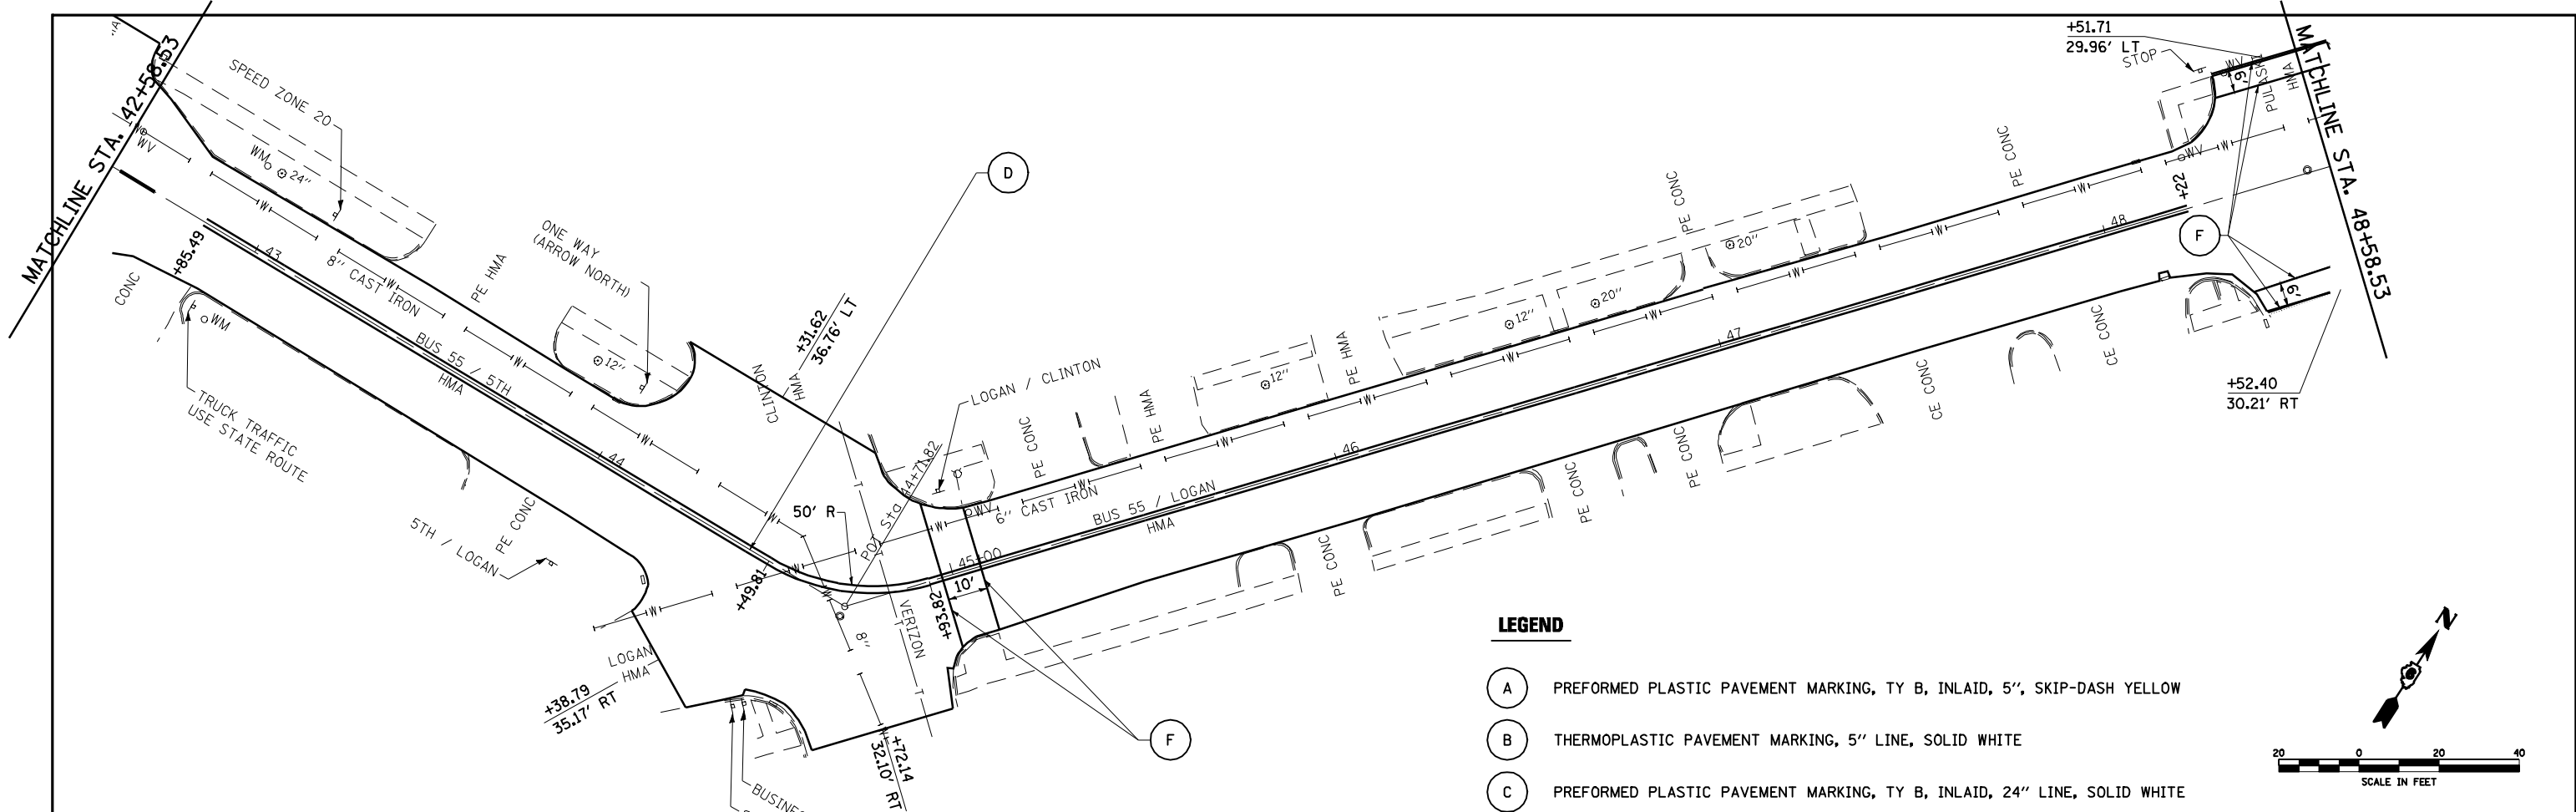 MATCHLINE STA. 42+58.53
SPEED ZONE 20
WV
W
WM
24"
+85.49
43
8" CAST IRON
CONC
WM
TRUCK TRAFFIC
USE STATE ROUTE
PE HMA
ONE WAY
(ARROW NORTH)
12"
BUS 55 / 5TH
HMA
44
5TH / LOGAN
PE CONC
CLINTON
HMA
+31.62
36.76' LT
D
LOGAN / CLINTON
POT Sta 44+71.82
50' R
+49.81
8"
VERIZON
T
+93.82
45+00
10'
WV
6" CAST IRON
BUS 55 / LOGAN
HMA
PE CONC
PE HMA
12"
PE HMA
12"
20"
PE CONC
20"
PE CONC
46
47
48
+22
WV
STOP
+51.71
29.96' LT
WV
6'
PULASKI
HMA
MATCHLINE STA. 48+58.53
F
6'
+52.40
30.21' RT
CE CONC
CE CONC
PE CONC
PE CONC
PE CONC
LOGAN
HMA
+38.79
35.17' RT
+72.14
32.10' RT
F
LEGEND
A PREFORMED PLASTIC PAVEMENT MARKING, TY B, INLAID, 5", SKIP-DASH YELLOW
B THERMOPLASTIC PAVEMENT MARKING, 5" LINE, SOLID WHITE
C PREFORMED PLASTIC PAVEMENT MARKING, TY B, INLAID, 24" LINE, SOLID WHITE
N
20 0 20 40
SCALE IN FEET